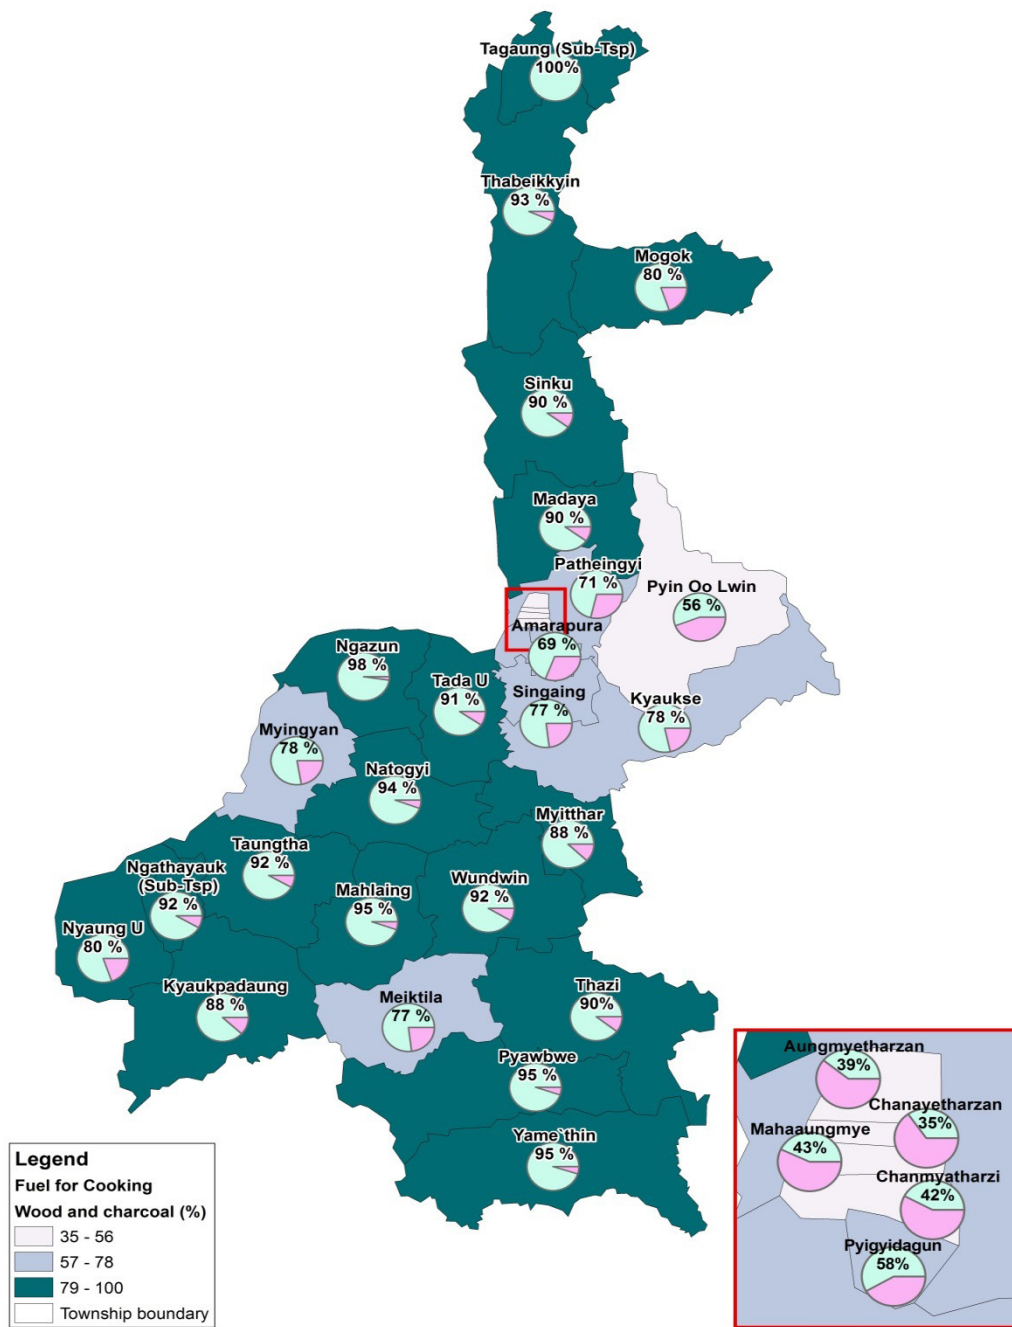 Tagaung (Sub-Tsp)
100%
Thabeikkyin
93 %
Mogok
80 %
Sinku
90 %
Madaya
90 %
Patheingyi
71 %
Pyin Oo Lwin
56 %
Amarapura
69 %
Ngazun
98 %
Tada U
91 %
Singaing
77 %
Kyaukse
78 %
Myingyan
78 %
Natogyi
94 %
Myitthar
88 %
Taungtha
92 %
Ngathayauk
(Sub-Tsp)
92 %
Mahlaing
95 %
Wundwin
92 %
Nyaung U
80 %
Kyaukpadaung
88 %
Meiktila
77 %
Thazi
90%
Pyawbwe
95 %
Yame`thin
95 %
Aungmyetharzan
39%
Chanayetharzan
35%
Mahaaungmye
43%
Chanmyatharzi
42%
Pyigyidagun
58%
Legend
Fuel for Cooking
Wood and charcoal (%)
35 - 56
57 - 78
79 - 100
Township boundary